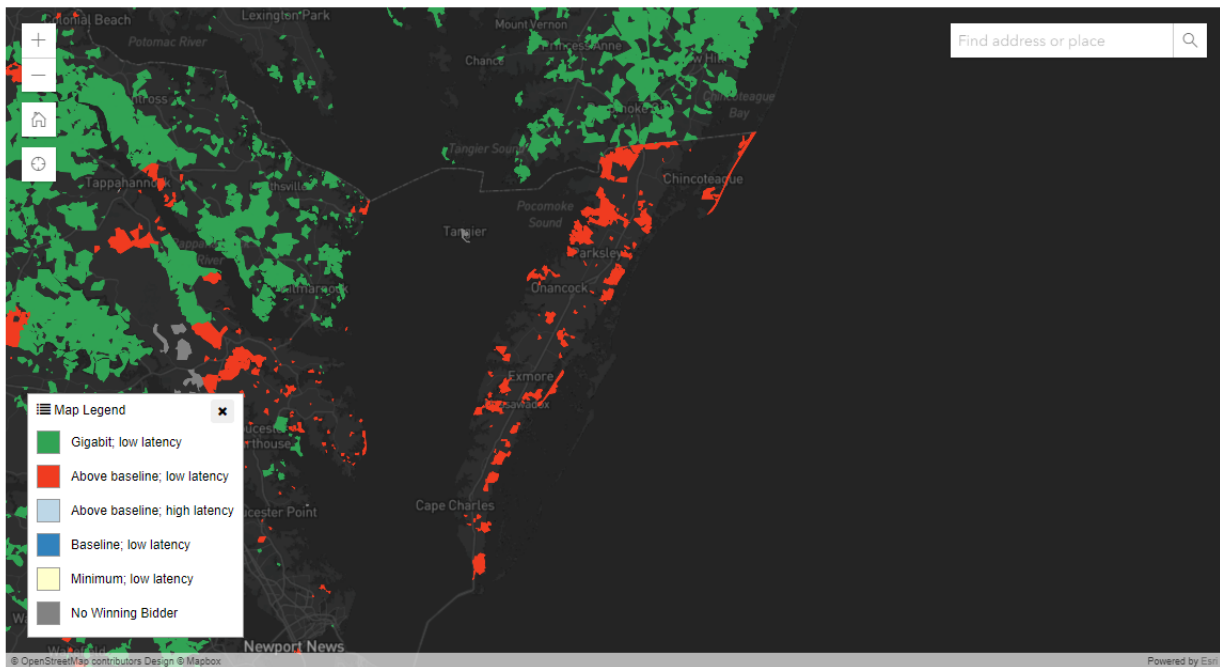 Colonial Beach
Lexington Park
Potomac River
Mount Vernon
Princess Anne
Chance
Find address or place
Chincoteague
Bay
Tangier Sound
Tappahannock
Chincoteague
Pocomoke
Sound
Tangier
River
Parksley
Onancock
Exmore
Cape Charles
Map Legend
Gigabit; low latency
Above baseline; low latency
Above baseline; high latency
Baseline; low latency
Minimum; low latency
No Winning Bidder
Newport News
© OpenStreetMap contributors Design © Mapbox
Powered by Esri